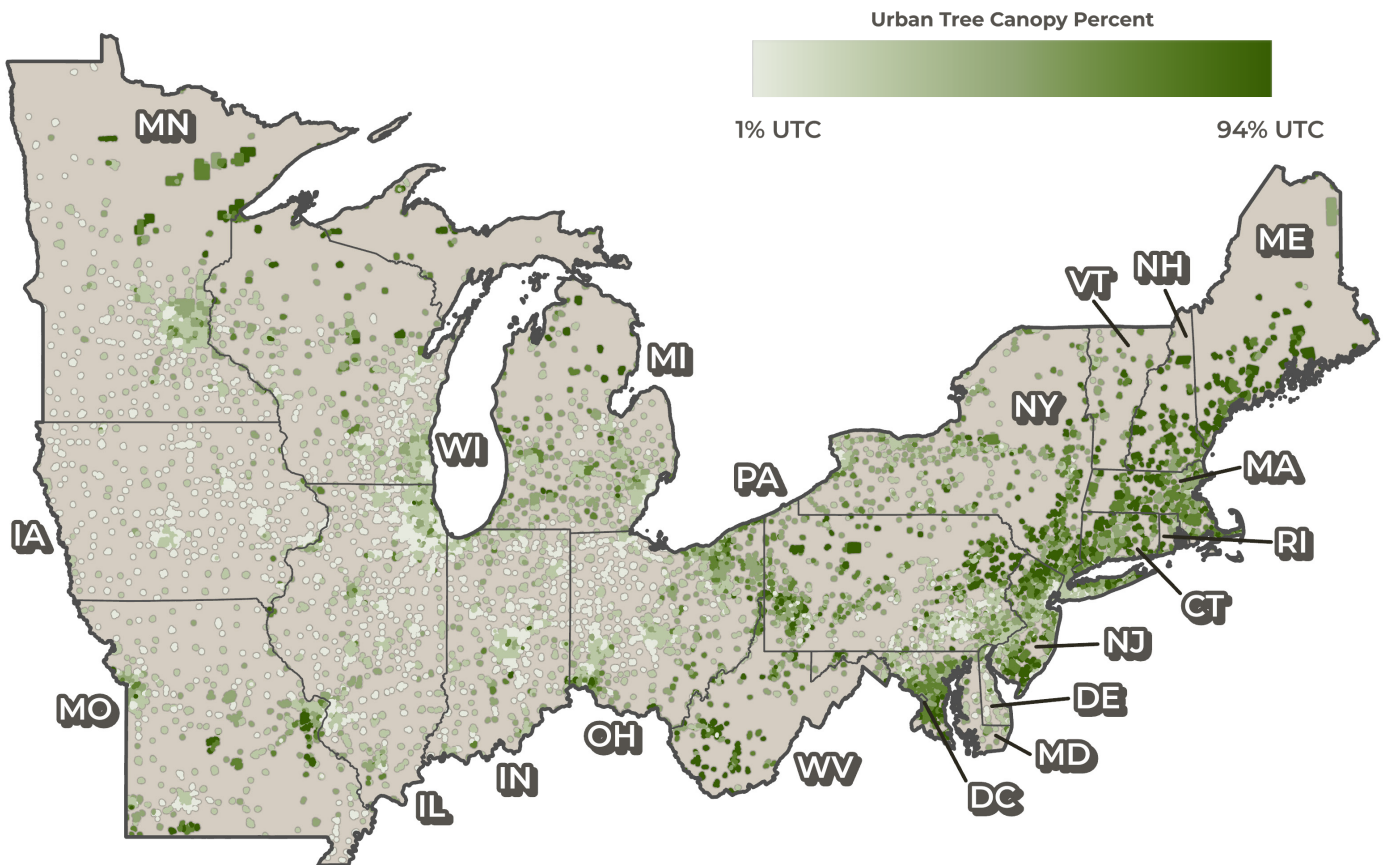 Urban Tree Canopy Percent
1% UTC
94% UTC
MN
ME
NH
VT
MI
NY
WI
MA
PA
IA
RI
CT
NJ
DE
MO
OH
MD
WV
IN
DC
IL